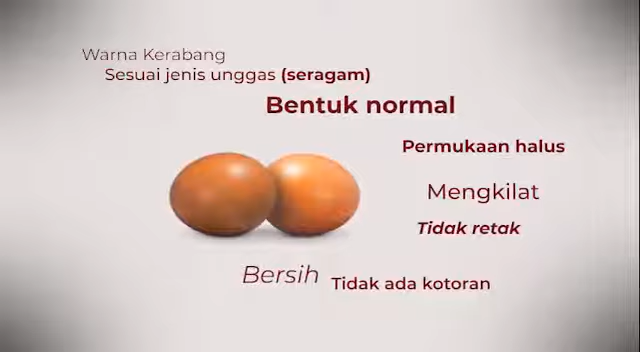 Warna Kerabang
Sesuai jenis unggas (seragam)
Bentuk normal
Permukaan halus
Mengkilat
Tidak retak
Bersih
Tidak ada kotoran